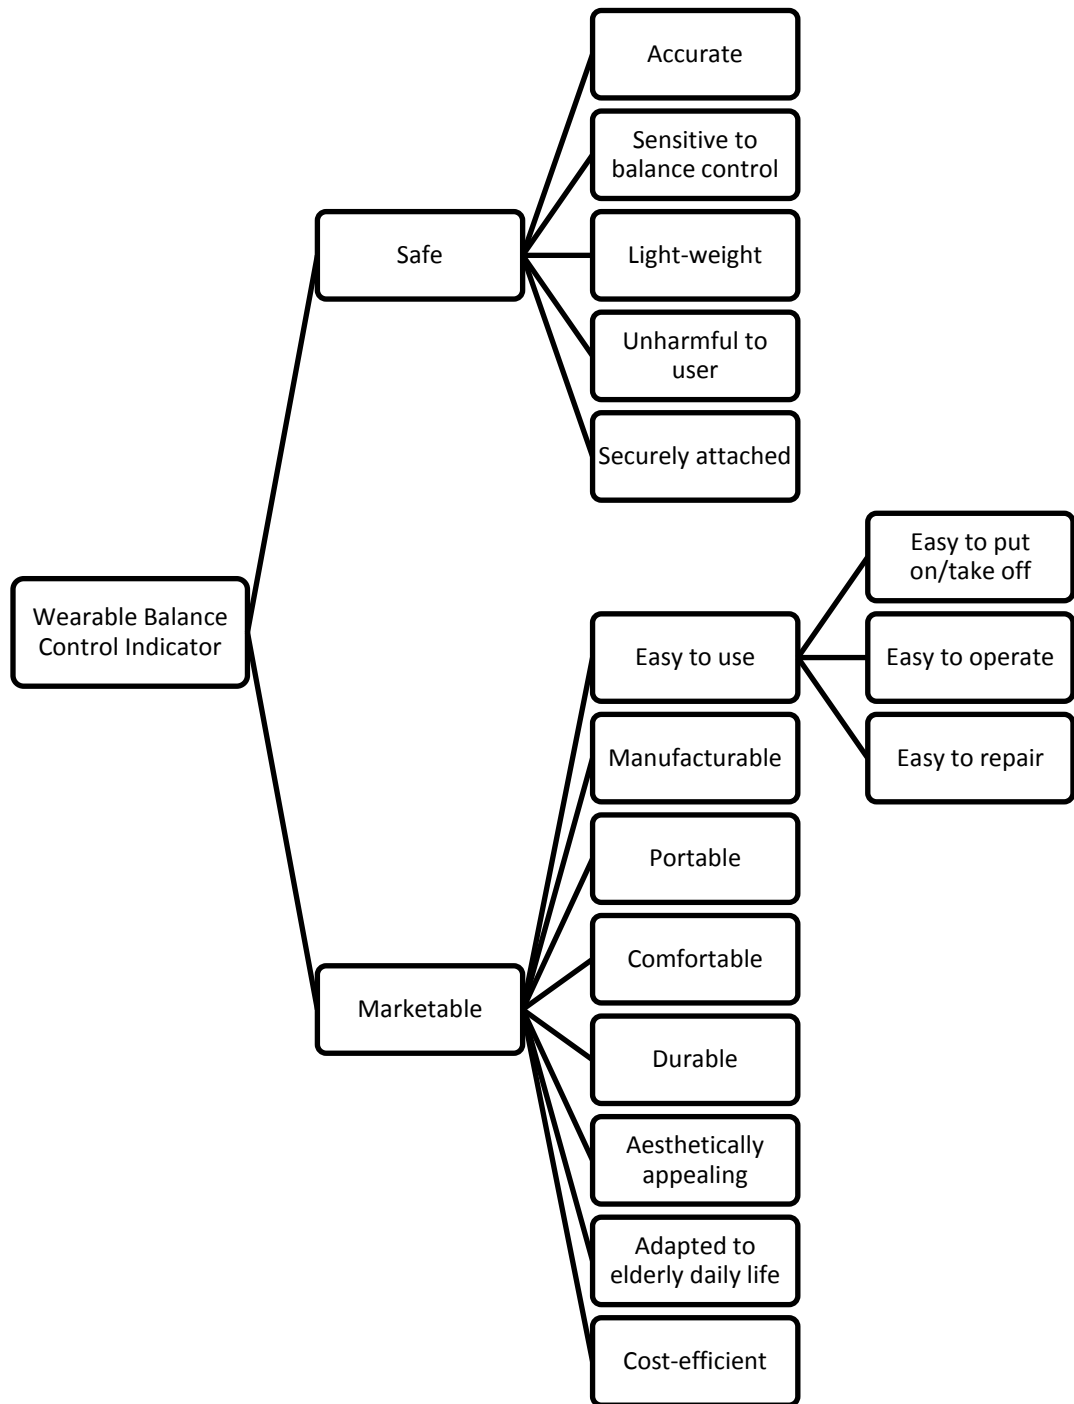 Accurate
Sensitive to
balance control
Safe
Light-weight
Unharmful to
user
Securely attached
Wearable Balance
Control Indicator
Easy to put
on/take off
Easy to use
Easy to operate
Easy to repair
Manufacturable
Portable
Comfortable
Marketable
Durable
Aesthetically
appealing
Adapted to
elderly daily life
Cost-efficient